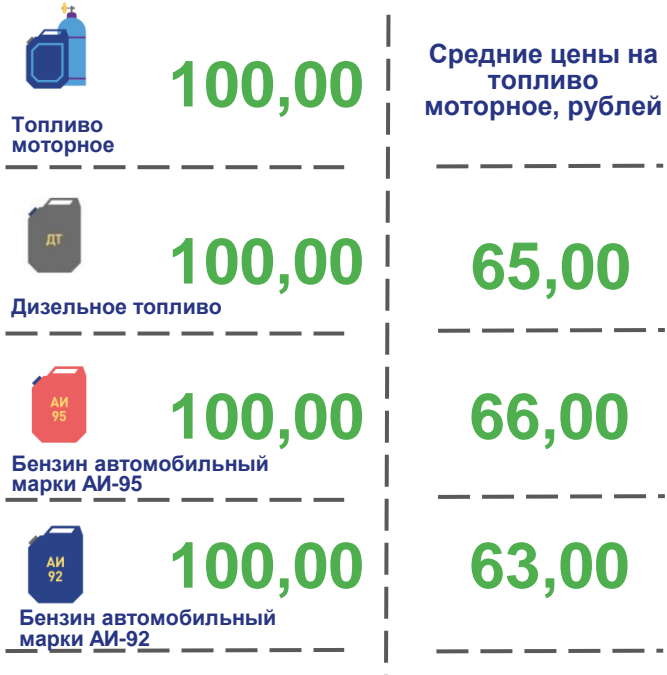 100,00
Топливо
моторное
Средние цены на
топливо
моторное, рублей
ДТ
100,00
Дизельное топливо
65,00
АИ
95
100,00
Бензин автомобильный
марки АИ-95
66,00
АИ
92
100,00
Бензин автомобильный
марки АИ-92
63,00